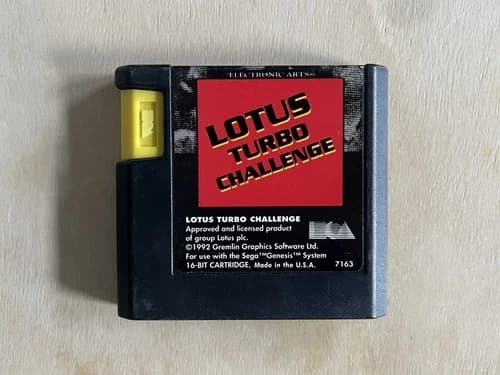 ELECTRONIC ARTS®
LOTUS
TURBO
CHALLENGE
LOTUS TURBO CHALLENGE
Approved and licensed product
of group Lotus plc.
©1992 Gremlin Graphics Software Ltd.
For use with the Sega™Genesis™ System
16-BIT CARTRIDGE, Made in the U.S.A.
7163